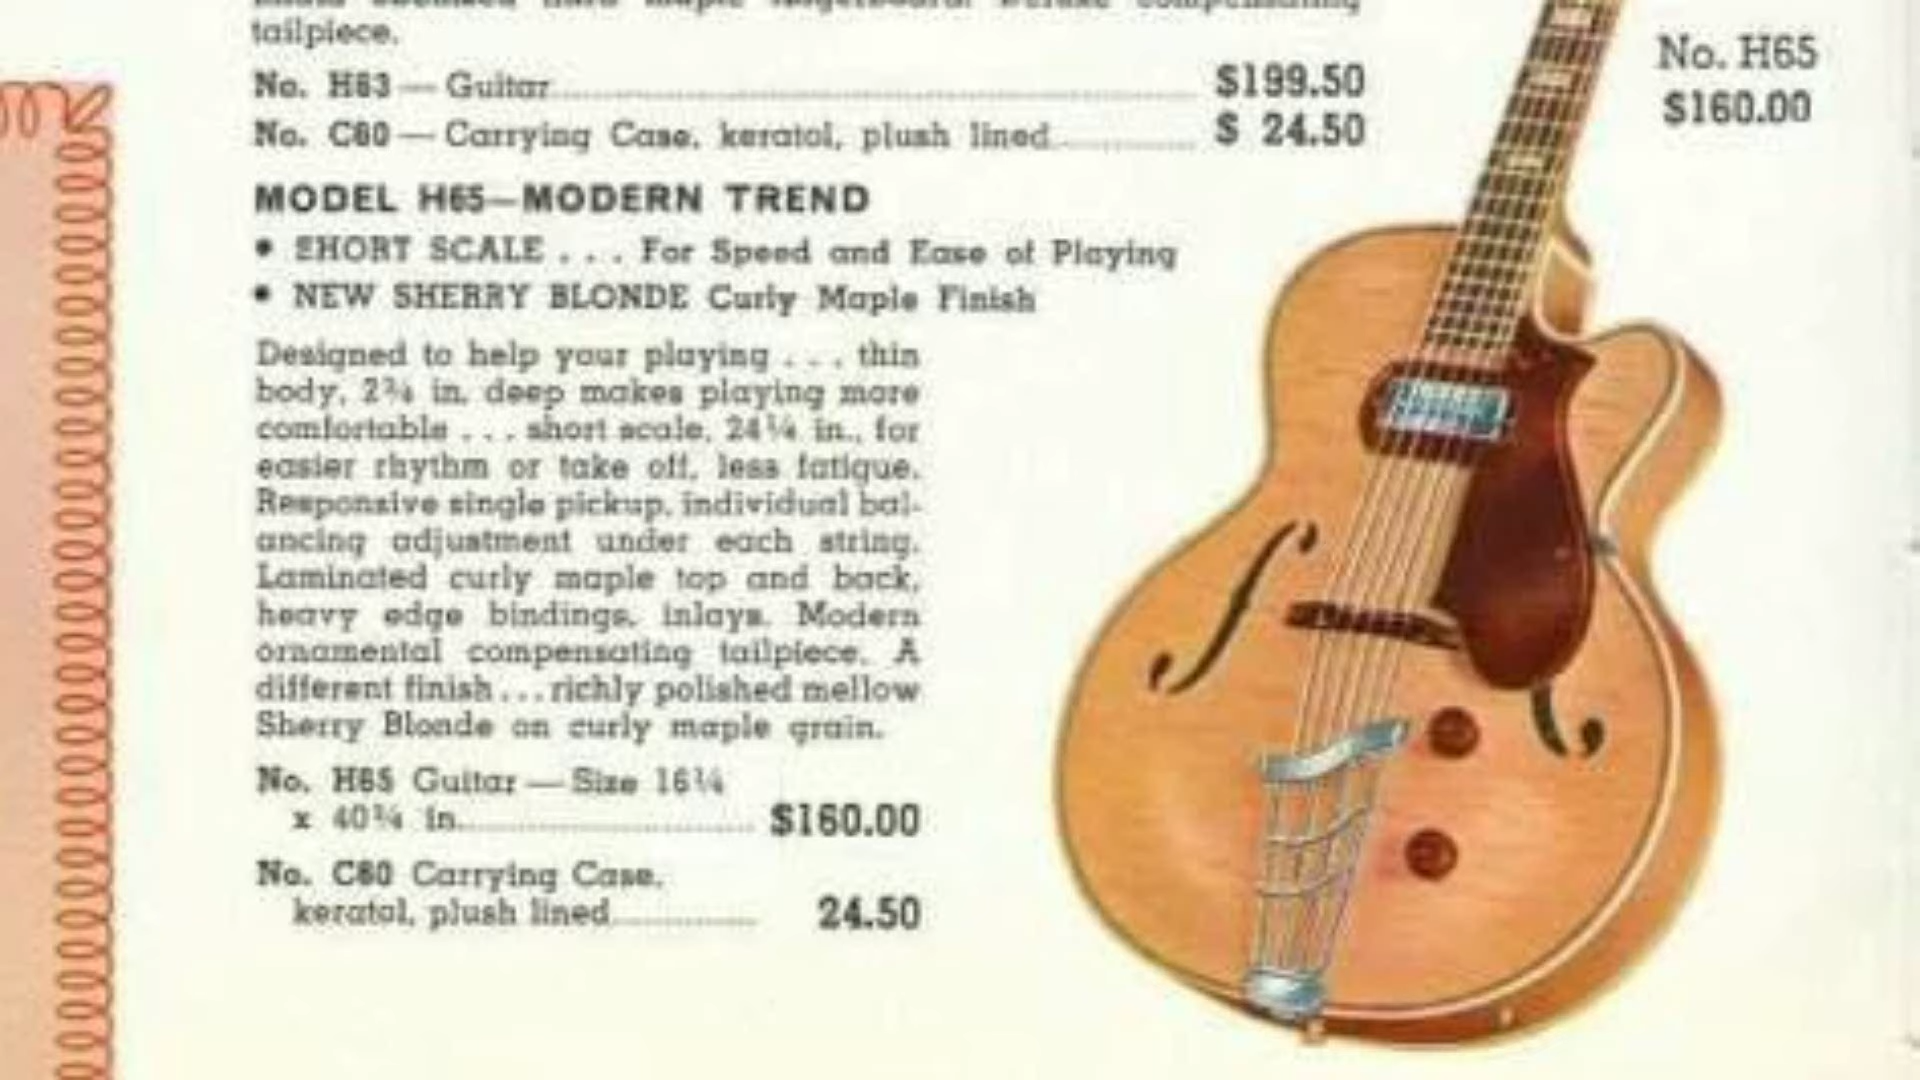 tailpiece.
No. H63 — Guitar $199.50
No. C60 — Carrying Case, keratol, plush lined $ 24.50
No. H65
$160.00
MODEL H65—MODERN TREND
• SHORT SCALE . . . For Speed and Ease of Playing
• NEW SHERRY BLONDE Curly Maple Finish
Designed to help your playing . . . thin
body, 2¾ in. deep makes playing more
comfortable . . . short scale, 24¼ in., for
easier rhythm or take off, less fatigue.
Responsive single pickup, individual bal-
ancing adjustment under each string.
Laminated curly maple top and back,
heavy edge bindings, inlays. Modern
ornamental compensating tailpiece. A
different finish . . . richly polished mellow
Sherry Blonde on curly maple grain.
No. H65 Guitar — Size 16¼
x 40¾ in. $160.00
No. C60 Carrying Case,
keratol, plush lined 24.50